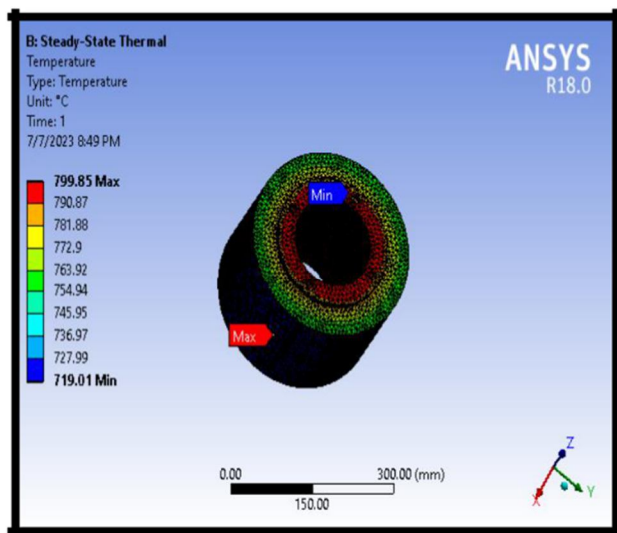 B: Steady-State Thermal
Temperature
Type: Temperature
Unit: °C
Time: 1
7/7/2023 8:49 PM
ANSYS
R18.0
799.85 Max
790.87
781.88
772.9
763.92
754.94
745.95
736.97
727.99
719.01 Min
Min
Max
0.00
300.00 (mm)
150.00
Z
Y
X